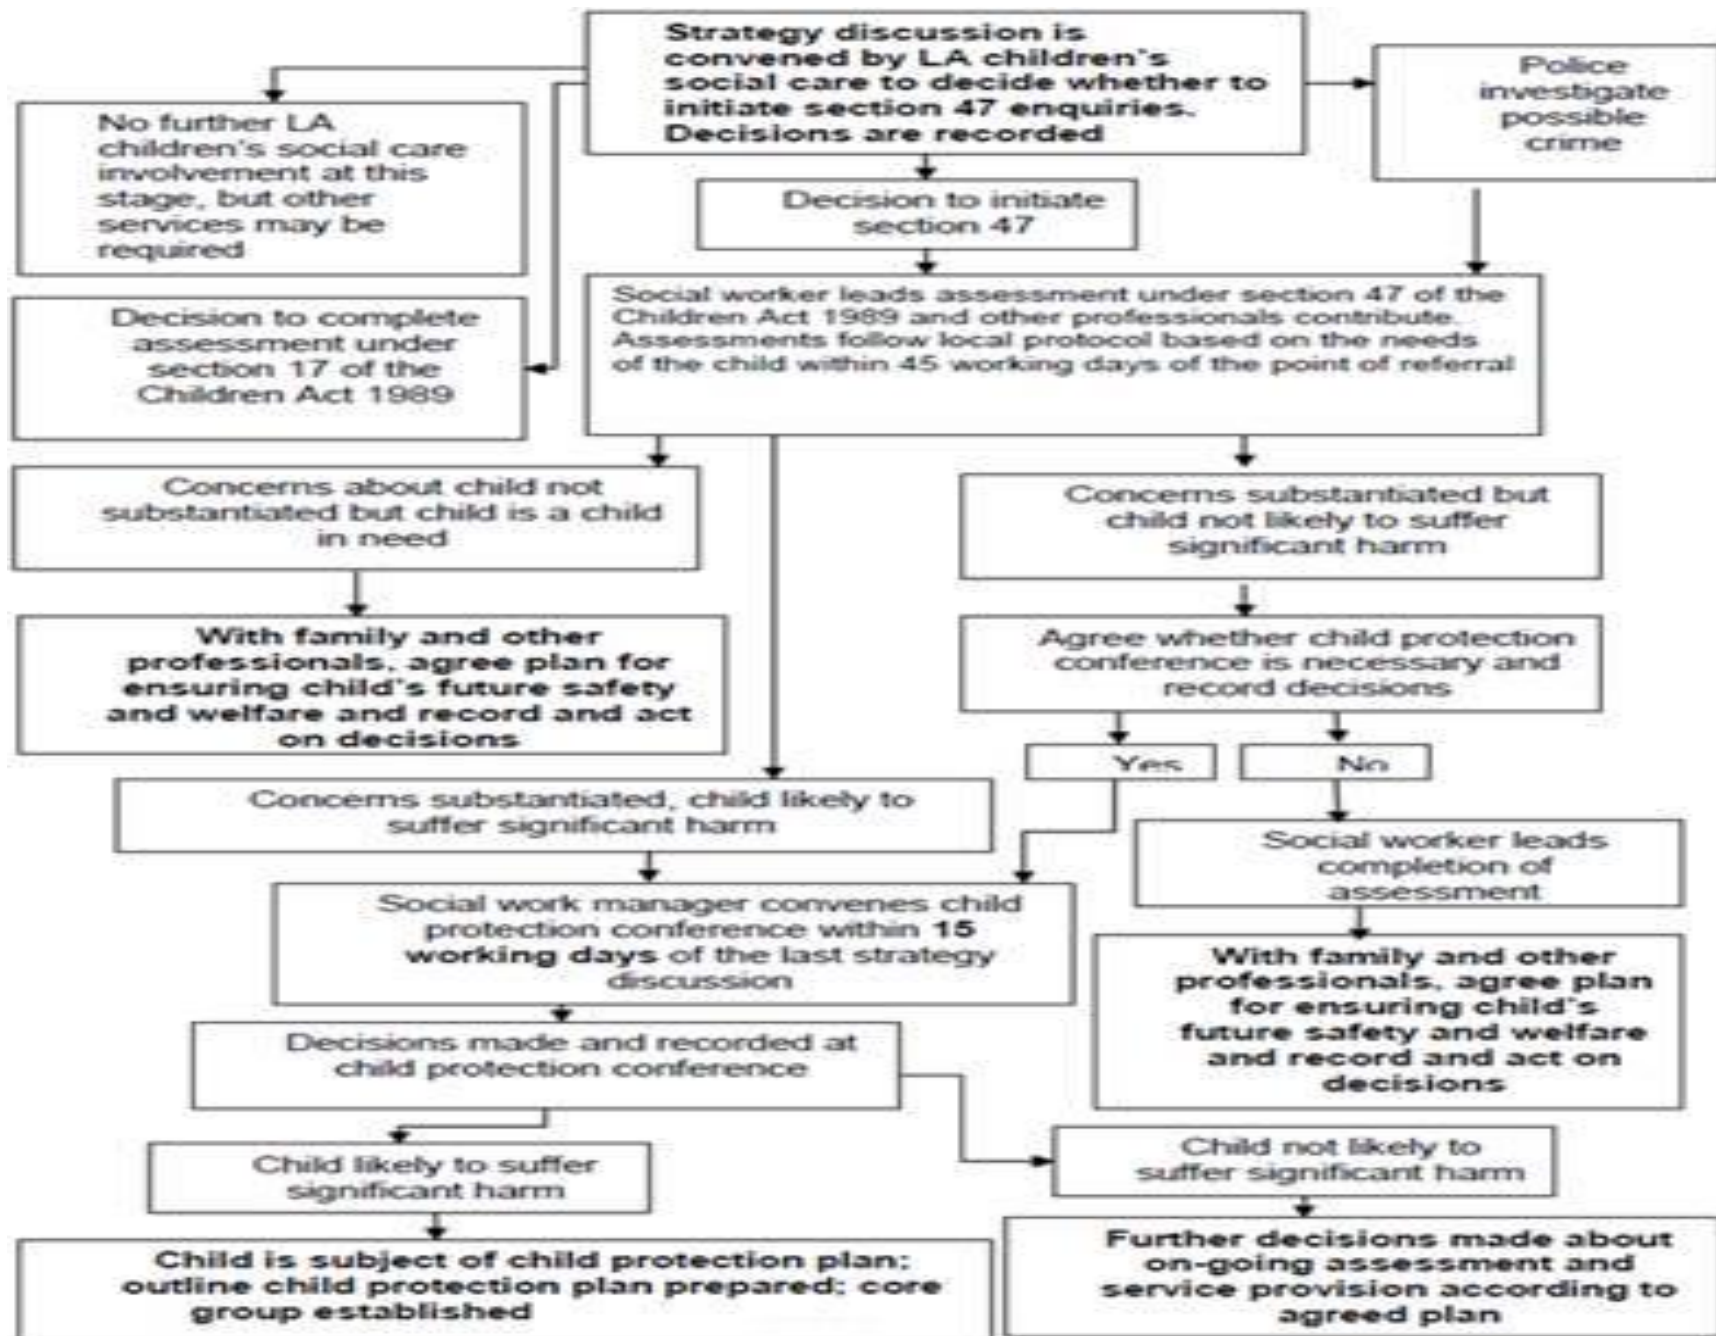 Strategy discussion is
convened by LA children's
social care to decide whether to
initiate section 47 enquiries.
Decisions are recorded
Police
investigate
possible
crime
No further LA
children's social care
involvement at this
stage, but other
services may be
required
Decision to initiate
section 47
Decision to complete
assessment under
section 17 of the
Children Act 1989
Social worker leads assessment under section 47 of the
Children Act 1989 and other professionals contribute.
Assessments follow local protocol based on the needs
of the child within 45 working days of the point of referral
Concerns about child not
substantiated but child is a child
in need
Concerns substantiated but
child not likely to suffer
significant harm
With family and other
professionals, agree plan for
ensuring child's future safety
and welfare and record and act
on decisions
Agree whether child protection
conference is necessary and
record decisions
Yes
No
Concerns substantiated, child likely to
suffer significant harm
Social worker leads
completion of
assessment
Social work manager convenes child
protection conference within 15
working days of the last strategy
discussion
With family and other
professionals, agree plan
for ensuring child's
future safety and welfare
and record and act on
decisions
Decisions made and recorded at
child protection conference
Child likely to suffer
significant harm
Child not likely to
suffer significant harm
Child is subject of child protection plan;
outline child protection plan prepared; core
group established
Further decisions made about
on-going assessment and
service provision according to
agreed plan